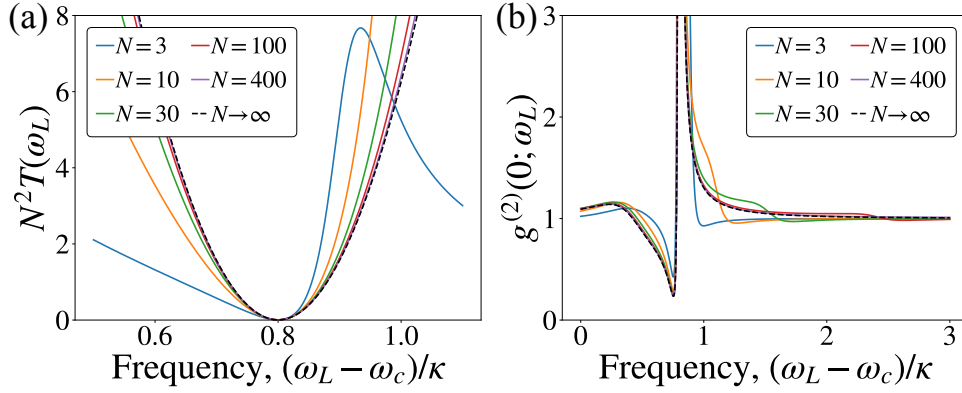 (a)
8
6
4
2
0
N²T(ω_L)
N = 3 N = 100
N = 10 N = 400
N = 30 N → ∞
0.6 0.8 1.0
Frequency, (ω_L − ω_c)/κ
(b)
3
2
1
0
g^(2)(0; ω_L)
N = 3 N = 100
N = 10 N = 400
N = 30 N → ∞
0 1 2 3
Frequency, (ω_L − ω_c)/κ